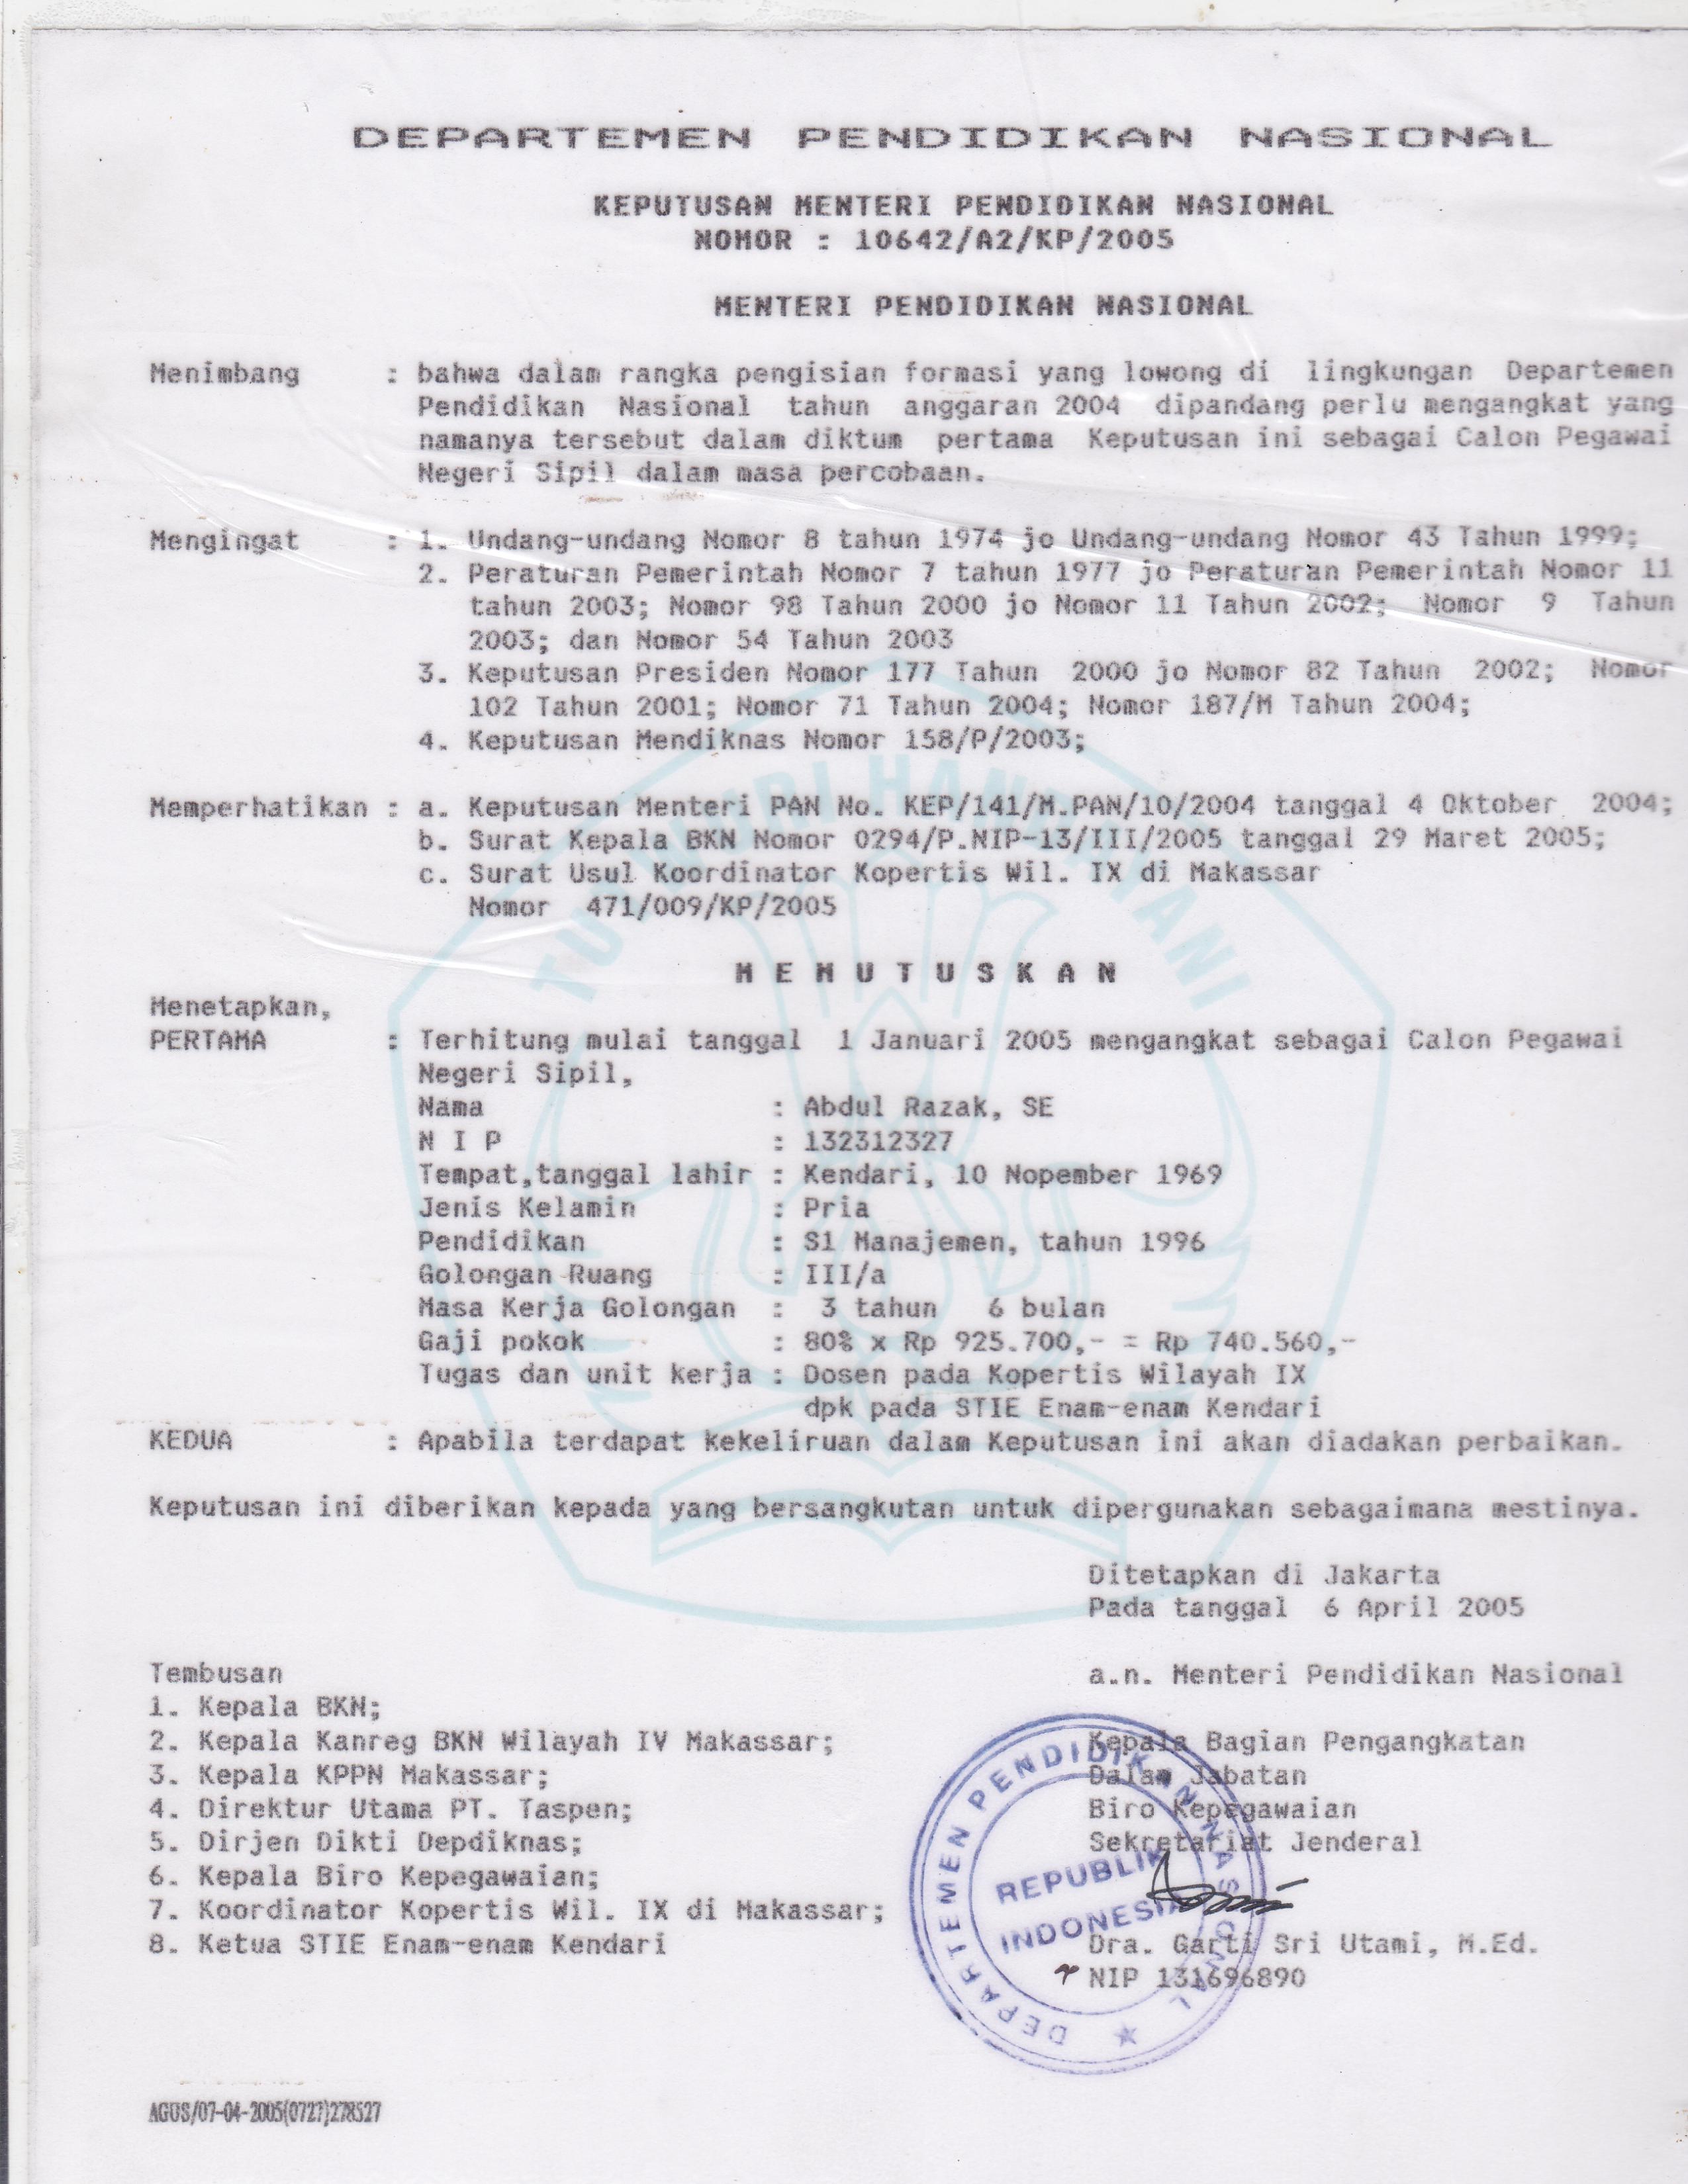 DEPARTEMEN PENDIDIKAN NASIONAL
KEPUTUSAN MENTERI PENDIDIKAN NASIONAL
NOMOR : 10642/A2/KP/2005
MENTERI PENDIDIKAN NASIONAL
Menimbang : bahwa dalam rangka pengisian formasi yang lowong di lingkungan Departemen
Pendidikan Nasional tahun anggaran 2004 dipandang perlu mengangkat yang
namanya tersebut dalam diktum pertama Keputusan ini sebagai Calon Pegawai
Negeri Sipil dalam masa percobaan.
Mengingat : 1. Undang-undang Nomor 8 tahun 1974 jo Undang-undang Nomor 43 Tahun 1999;
2. Peraturan Pemerintah Nomor 7 tahun 1977 jo Peraturan Pemerintah Nomor 11
tahun 2003; Nomor 98 Tahun 2000 jo Nomor 11 Tahun 2002; Nomor 9 Tahun
2003; dan Nomor 54 Tahun 2003
3. Keputusan Presiden Nomor 177 Tahun 2000 jo Nomor 82 Tahun 2002; Nomor
102 Tahun 2001; Nomor 71 Tahun 2004; Nomor 187/M Tahun 2004;
4. Keputusan Mendiknas Nomor 158/P/2003;
Memperhatikan : a. Keputusan Menteri PAN No. KEP/141/M.PAN/10/2004 tanggal 4 Oktober 2004;
b. Surat Kepala BKN Nomor 0294/P.NIP-13/III/2005 tanggal 29 Maret 2005;
c. Surat Usul Koordinator Kopertis Wil. IX di Makassar
Nomor 471/009/KP/2005
TUT WURI HANDAYANI
M E M U T U S K A N
Menetapkan,
PERTAMA : Terhitung mulai tanggal 1 Januari 2005 mengangkat sebagai Calon Pegawai
Negeri Sipil,
Nama : Abdul Razak, SE
N I P : 132312327
Tempat,tanggal lahir : Kendari, 10 Nopember 1969
Jenis Kelamin : Pria
Pendidikan : S1 Manajemen, tahun 1996
Golongan Ruang : III/a
Masa Kerja Golongan : 3 tahun 6 bulan
Gaji pokok : 80% x Rp 925.700,- = Rp 740.560,-
Tugas dan unit kerja : Dosen pada Kopertis Wilayah IX
dpk pada STIE Enam-enam Kendari
KEDUA : Apabila terdapat kekeliruan dalam Keputusan ini akan diadakan perbaikan.
Keputusan ini diberikan kepada yang bersangkutan untuk dipergunakan sebagaimana mestinya.
Ditetapkan di Jakarta
Pada tanggal 6 April 2005
a.n. Menteri Pendidikan Nasional
Kepala Bagian Pengangkatan
Dalam Jabatan
Biro Kepegawaian
Sekretariat Jenderal
Dra. Garti Sri Utami, M.Ed.
NIP 131696890
DEPARTEMEN PENDIDIKAN NASIONAL
REPUBLIK
INDONESIA
Tembusan
1. Kepala BKN;
2. Kepala Kanreg BKN Wilayah IV Makassar;
3. Kepala KPPN Makassar;
4. Direktur Utama PT. Taspen;
5. Dirjen Dikti Depdiknas;
6. Kepala Biro Kepegawaian;
7. Koordinator Kopertis Wil. IX di Makassar;
8. Ketua STIE Enam-enam Kendari
AGUS/07-04-2005(0727)278527